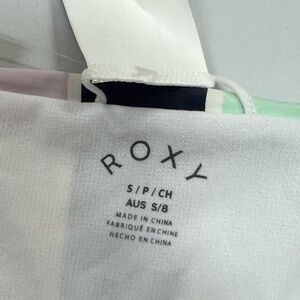 ROXY
S / P / CH
AUS S/8
MADE IN CHINA
FABRIQUÉ EN CHINE
HECHO EN CHINA